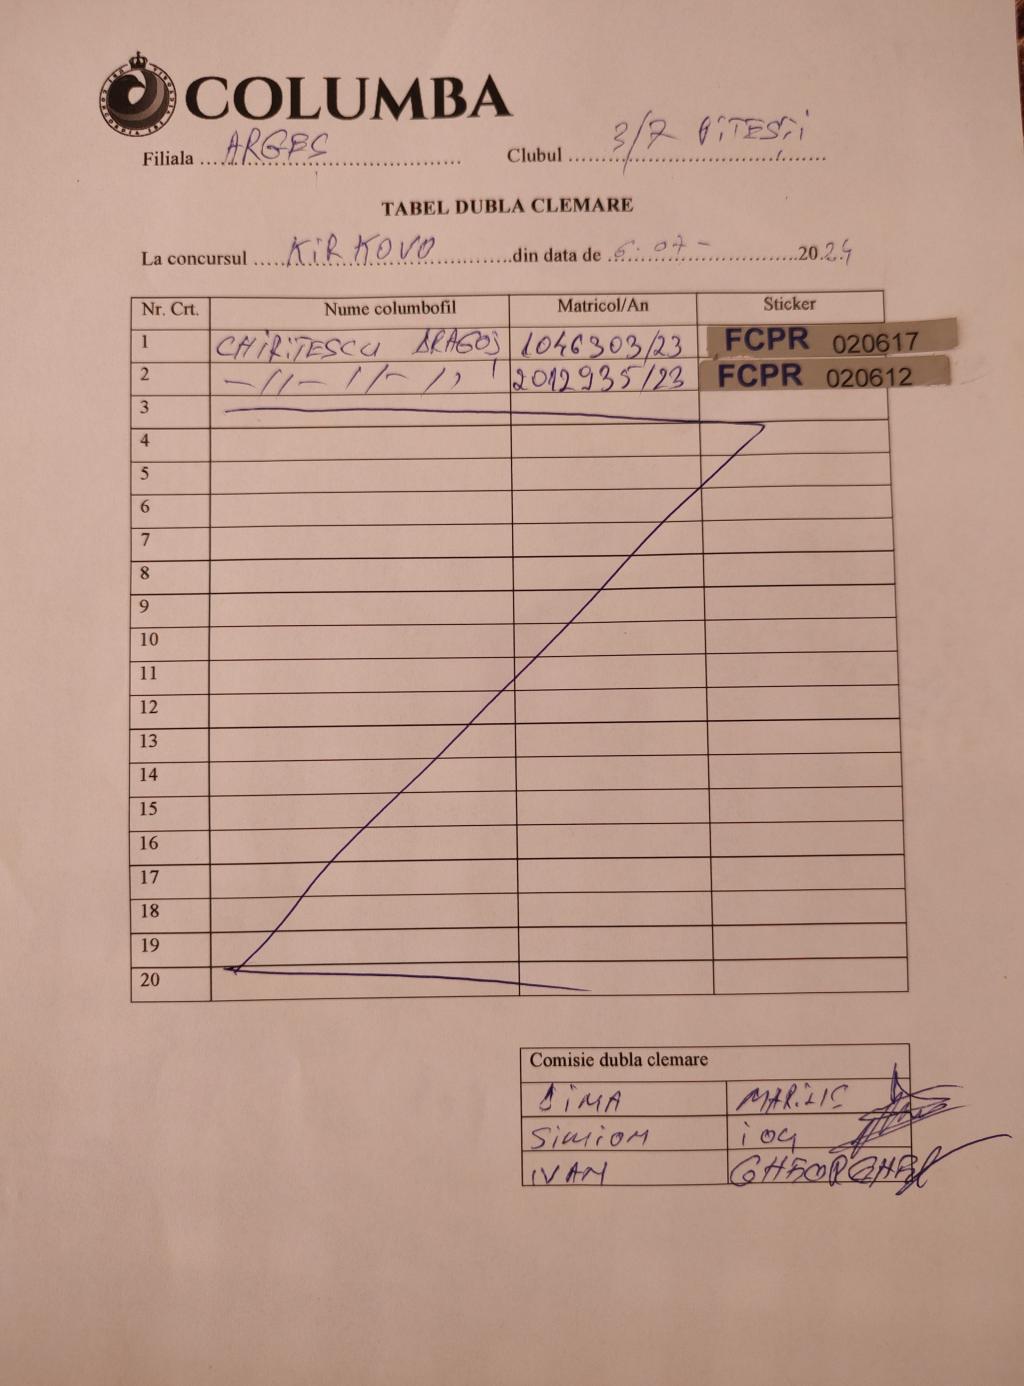 COLUMBA
Filiala ... ARGEȘ ... Clubul ... 3/7 PITEȘTI ...
TABEL DUBLA CLEMARE
La concursul ..... KIRKOVO ..... din data de . 6.07- ..... 2024
Nr. Crt. Nume columbofil Matricol/An Sticker
1 CHIRIȚESCU DRAGOȘ 1046303/23 FCPR 020617
2 -//- //- 2012935/23 FCPR 020612
3
4
5
6
7
8
9
10
11
12
13
14
15
16
17
18
19
20
Comisie dubla clemare
DIMA
SIMION ION
IVAN GHEORGHE